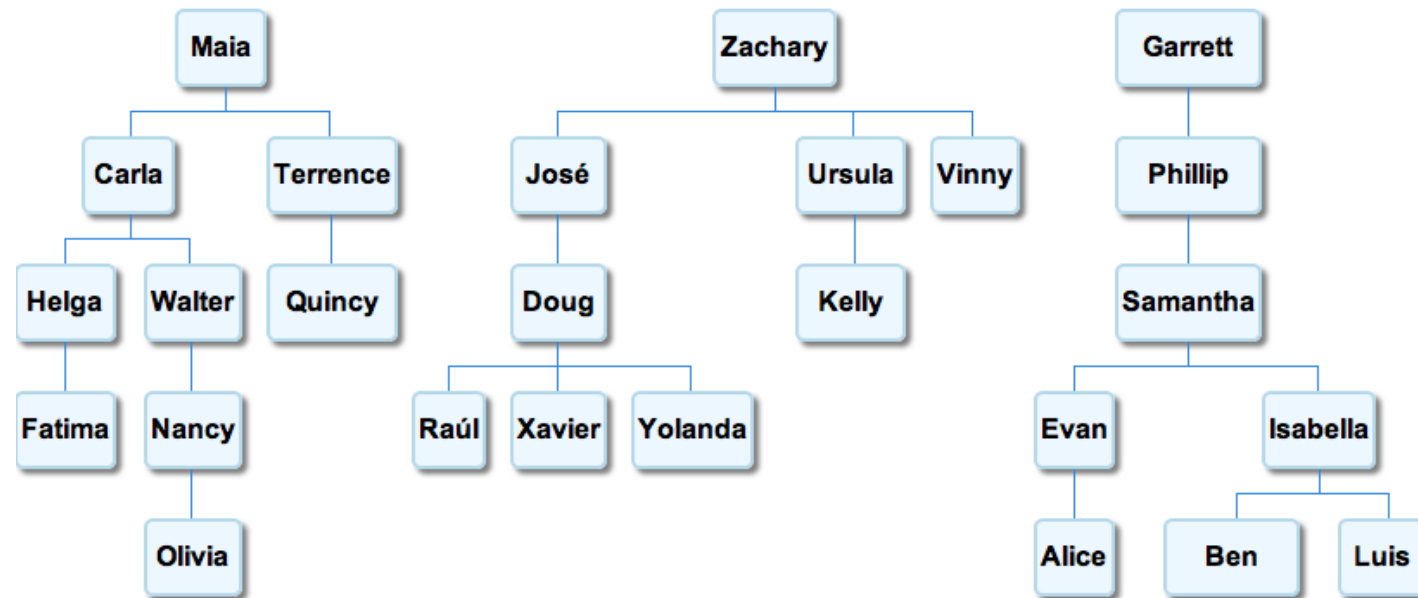 Maia
Zachary
Garrett
Carla
Terrence
José
Ursula
Vinny
Phillip
Helga
Walter
Quincy
Doug
Kelly
Samantha
Fatima
Nancy
Raúl
Xavier
Yolanda
Evan
Isabella
Olivia
Alice
Ben
Luis